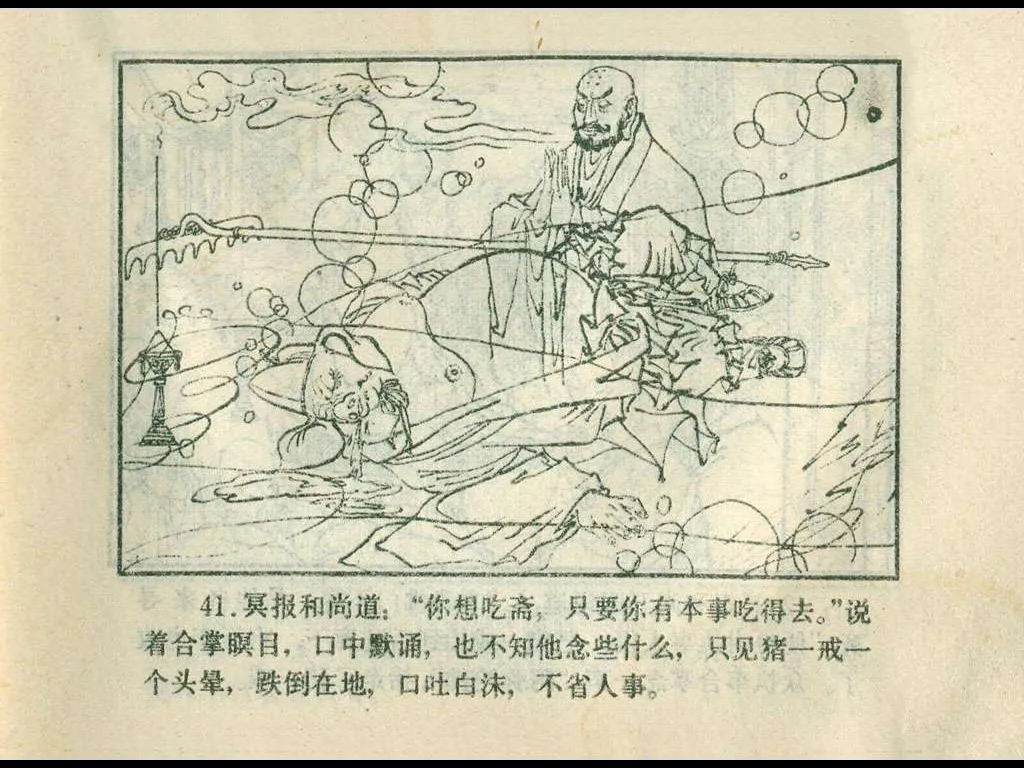 41.冥报和尚道：“你想吃斋，只要你有本事吃得去。”说
着合掌瞑目，口中默诵，也不知他念些什么，只见猪一戒一
个头晕，跌倒在地，口吐白沫，不省人事。